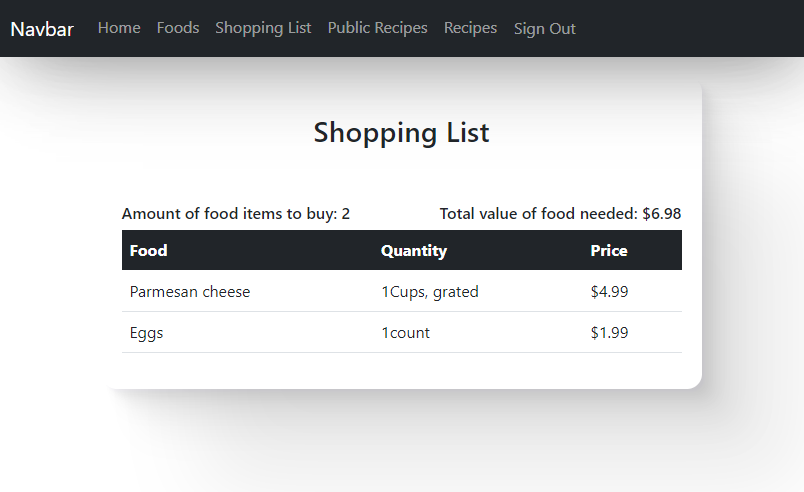 Navbar Home Foods Shopping List Public Recipes Recipes Sign Out
Shopping List
Amount of food items to buy: 2 Total value of food needed: $6.98
Food Quantity Price
Parmesan cheese 1Cups, grated $4.99
Eggs 1count $1.99